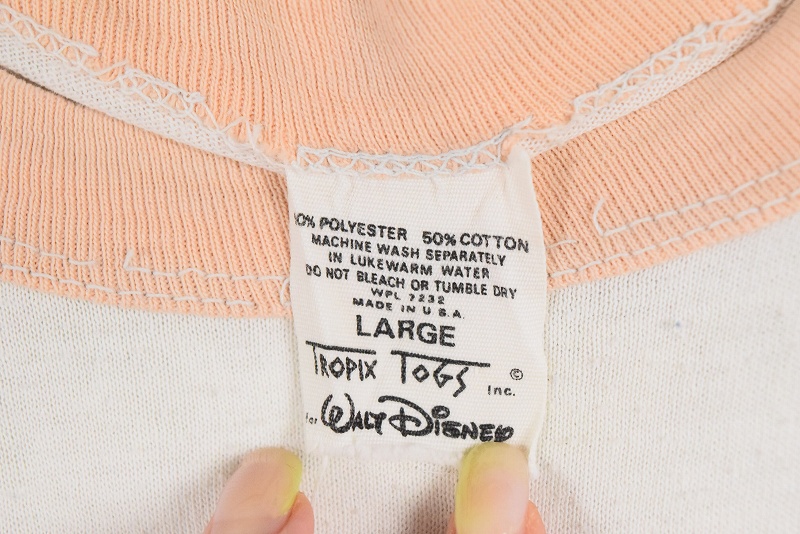 0% POLYESTER 50% COTTON
MACHINE WASH SEPARATELY
IN LUKEWARM WATER
DO NOT BLEACH OR TUMBLE DRY
WPL 7232
MADE IN U.S.A.
LARGE
TROPIX TOGS © Inc.
for WALT DISNEY